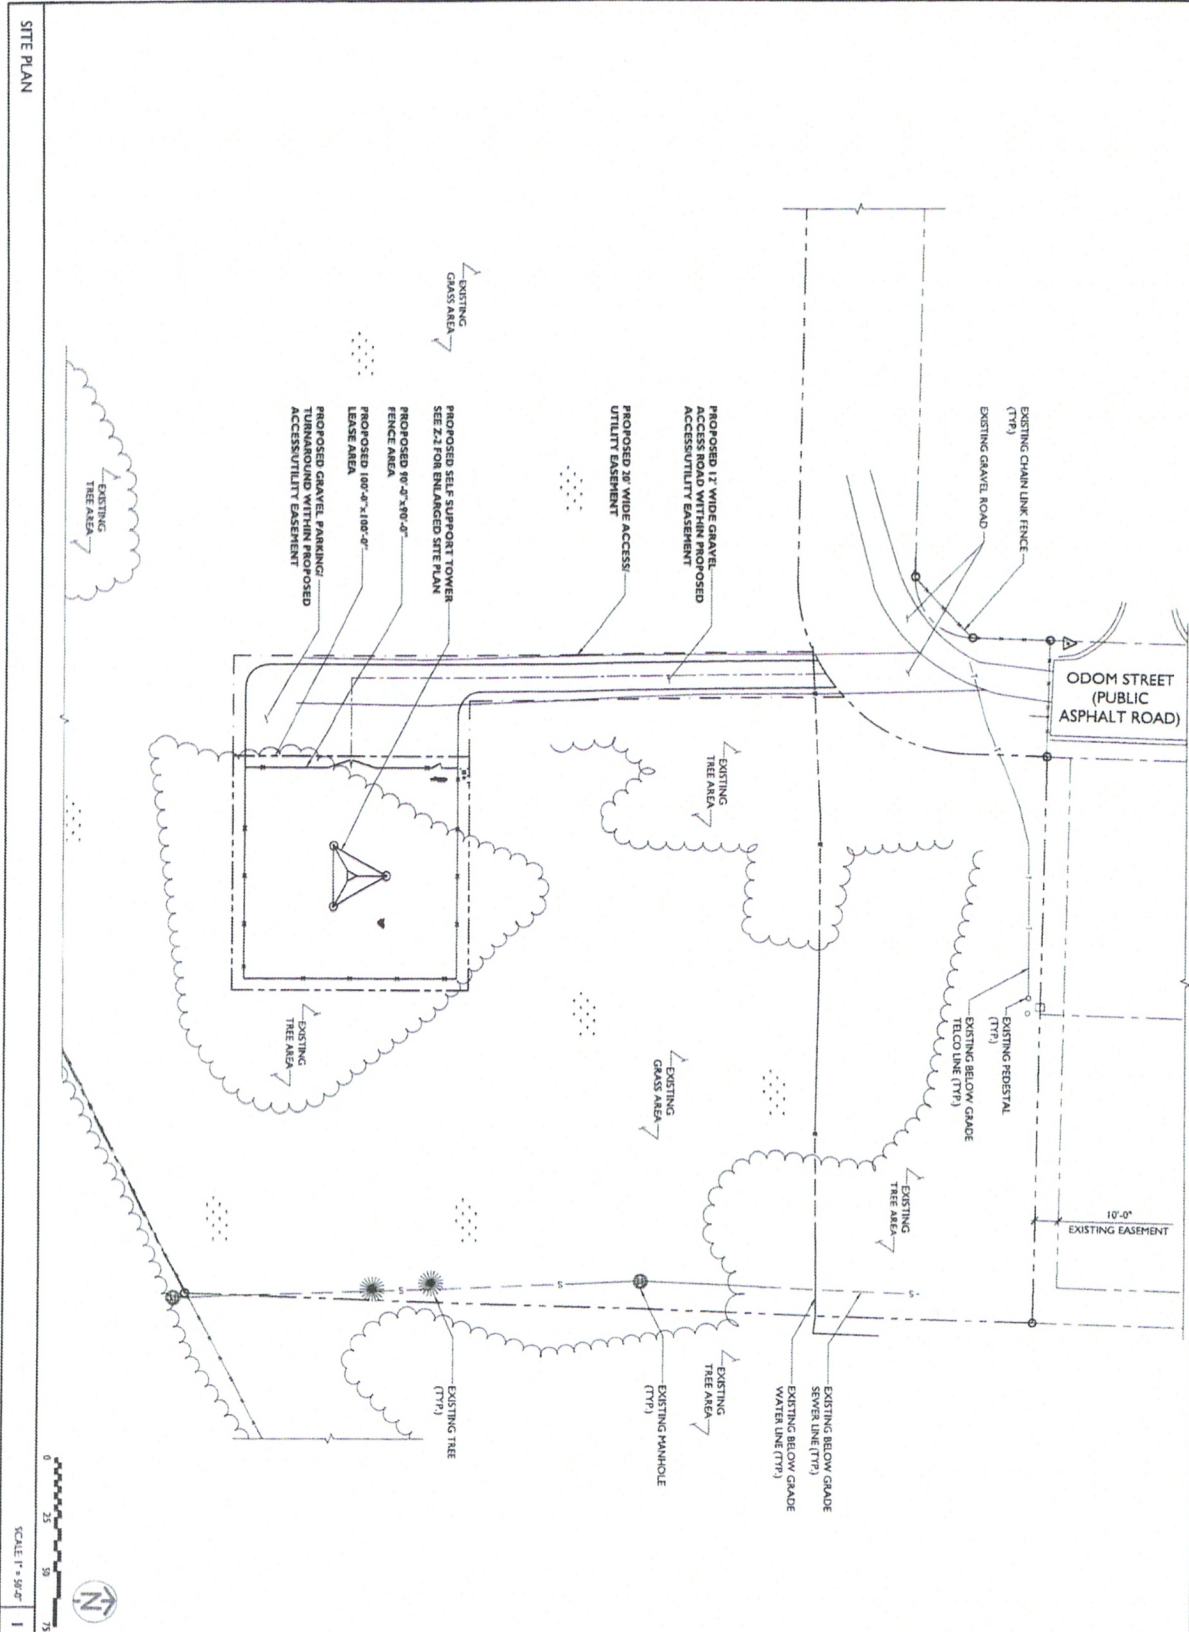 SITE PLAN
EXISTING
GRASS AREA
EXISTING
TREE AREA
PROPOSED SELF SUPPORT TOWER
SEE Z-2 FOR ENLARGED SITE PLAN
PROPOSED 90'-0"x90'-0"
FENCE AREA
PROPOSED 100'-0"x100'-0"
LEASE AREA
PROPOSED GRAVEL PARKING/
TURNAROUND WITHIN PROPOSED
ACCESS/UTILITY EASEMENT
PROPOSED 20' WIDE ACCESS/
UTILITY EASEMENT
PROPOSED 12' WIDE GRAVEL
ACCESS ROAD WITHIN PROPOSED
ACCESS/UTILITY EASEMENT
EXISTING CHAIN LINK FENCE
(TYP.)
EXISTING GRAVEL ROAD
ODOM STREET
(PUBLIC
ASPHALT ROAD)
EXISTING
TREE AREA
T
T
T
EXISTING PEDESTAL
(TYP.)
EXISTING BELOW GRADE
TELCO LINE (TYP.)
EXISTING
TREE AREA
EXISTING
GRASS AREA
EXISTING
TREE AREA
10'-0"
EXISTING EASEMENT
S
S
S
EXISTING BELOW GRADE
SEWER LINE (TYP.)
EXISTING BELOW GRADE
WATER LINE (TYP.)
EXISTING
TREE AREA
EXISTING MANHOLE
(TYP.)
EXISTING TREE
(TYP.)
0 25 50 75
N
SCALE: 1" = 50'-0"
1